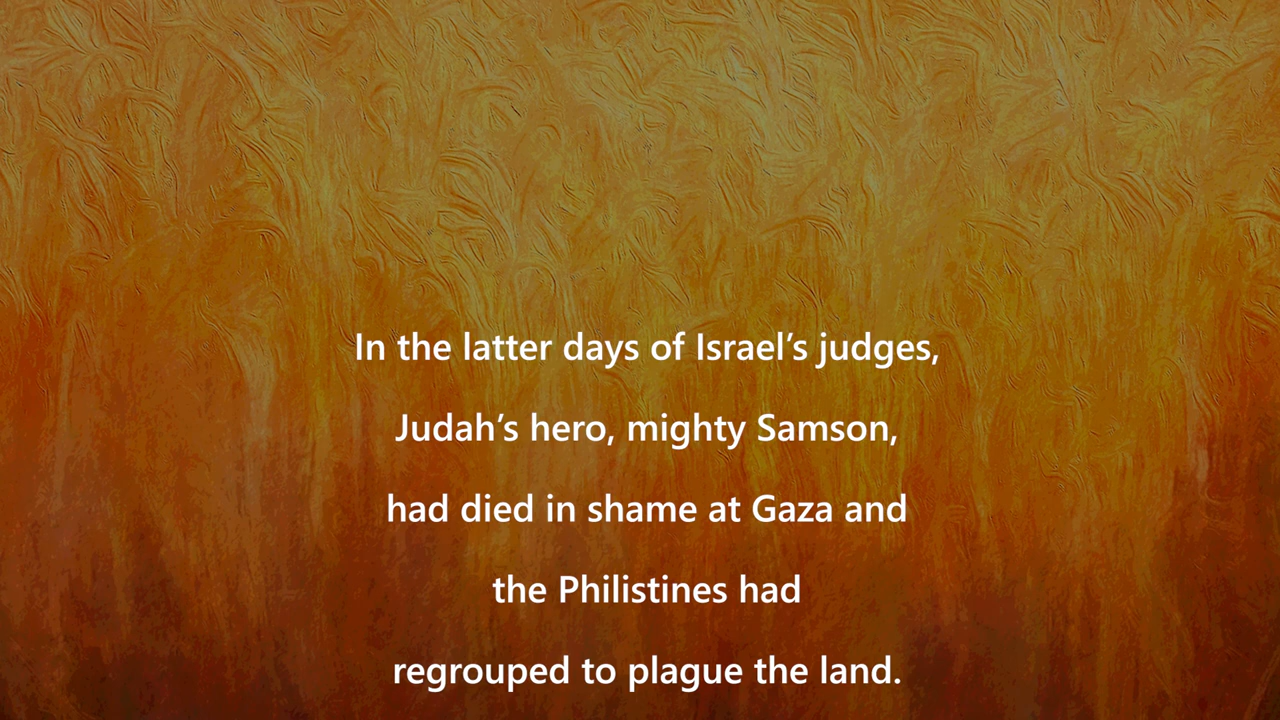 In the latter days of Israel’s judges,
Judah’s hero, mighty Samson,
had died in shame at Gaza and
the Philistines had
regrouped to plague the land.